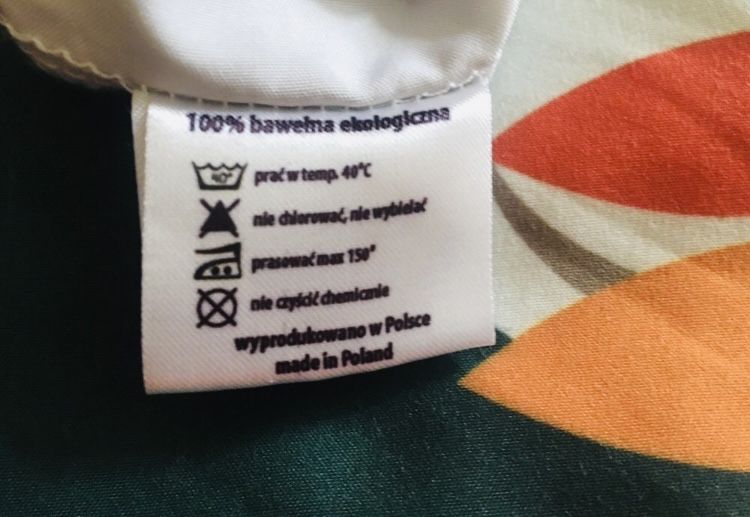 100% bawełna ekologiczna
40° prać w temp. 40°C
nie chlorować, nie wybielać
prasować max 150°
nie czyścić chemicznie
wyprodukowano w Polsce
made in Poland